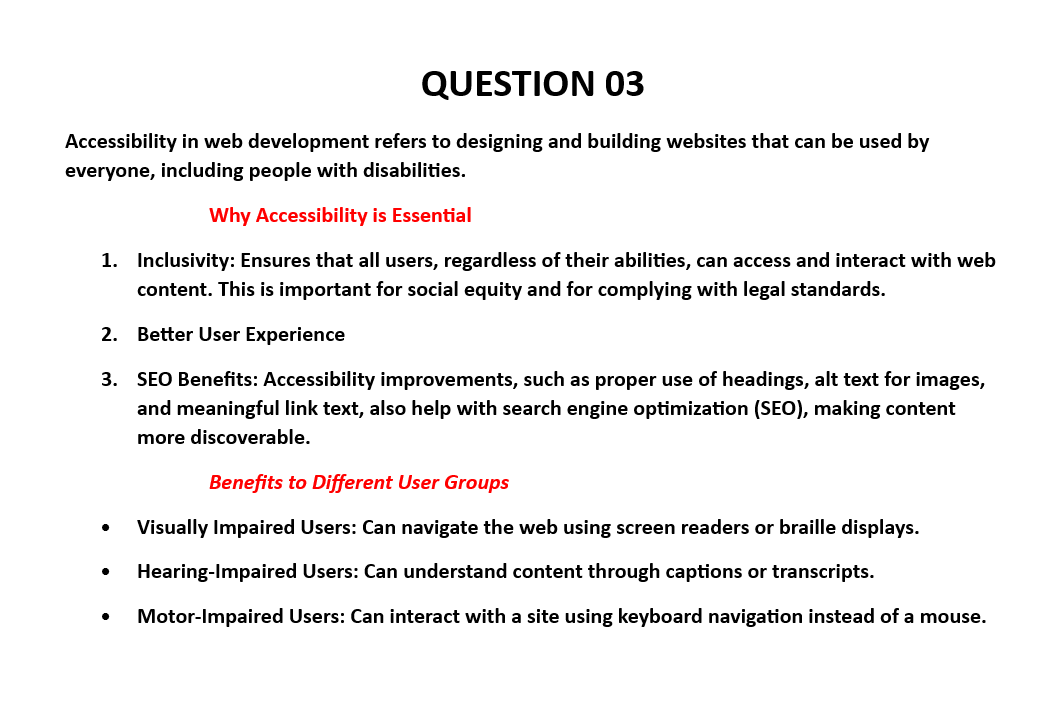 QUESTION 03
Accessibility in web development refers to designing and building websites that can be used by
everyone, including people with disabilities.
Why Accessibility is Essential
1. Inclusivity: Ensures that all users, regardless of their abilities, can access and interact with web
content. This is important for social equity and for complying with legal standards.
2. Better User Experience
3. SEO Benefits: Accessibility improvements, such as proper use of headings, alt text for images,
and meaningful link text, also help with search engine optimization (SEO), making content
more discoverable.
Benefits to Different User Groups
• Visually Impaired Users: Can navigate the web using screen readers or braille displays.
• Hearing-Impaired Users: Can understand content through captions or transcripts.
• Motor-Impaired Users: Can interact with a site using keyboard navigation instead of a mouse.